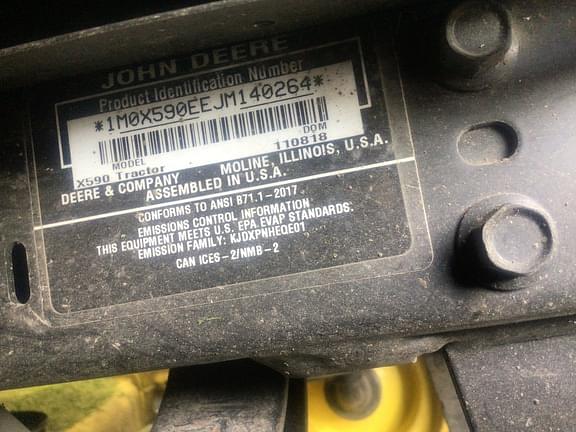 JOHN DEERE
Product Identification Number
*1M0X590EEJM140264*
MODEL DOM
X590 Tractor 110818
DEERE & COMPANY MOLINE, ILLINOIS, U.S.A.
ASSEMBLED IN U.S.A.
CONFORMS TO ANSI B71.1-2017
EMISSIONS CONTROL INFORMATION
THIS EQUIPMENT MEETS U.S. EPA EVAP STANDARDS.
EMISSION FAMILY: KJDXPNHEQE01
CAN ICES-2/NMB-2